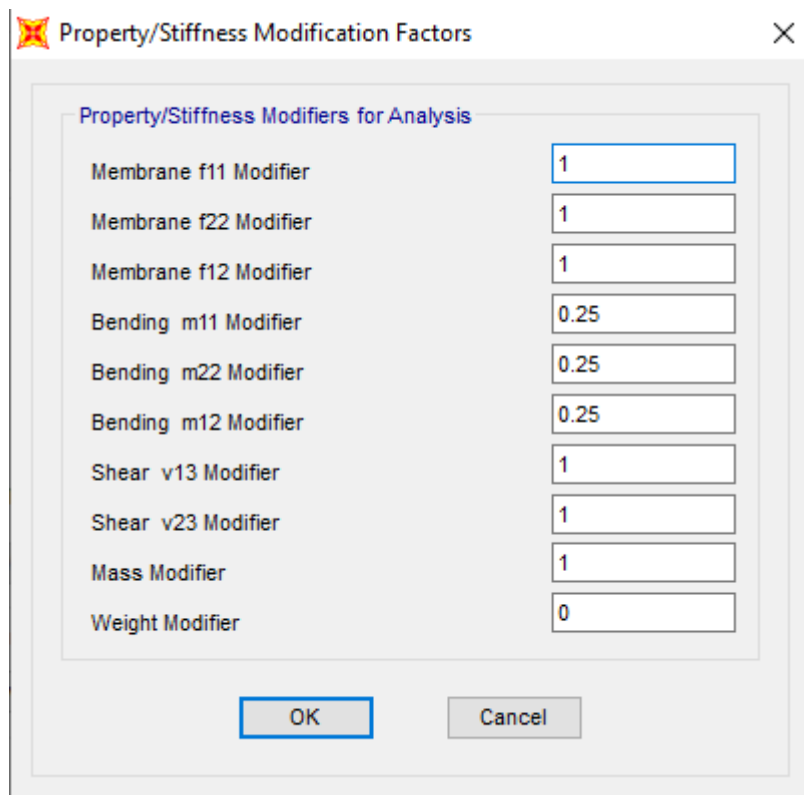 Property/Stiffness Modification Factors
Property/Stiffness Modifiers for Analysis
Membrane f11 Modifier 1
Membrane f22 Modifier 1
Membrane f12 Modifier 1
Bending m11 Modifier 0.25
Bending m22 Modifier 0.25
Bending m12 Modifier 0.25
Shear v13 Modifier 1
Shear v23 Modifier 1
Mass Modifier 1
Weight Modifier 0
OK Cancel